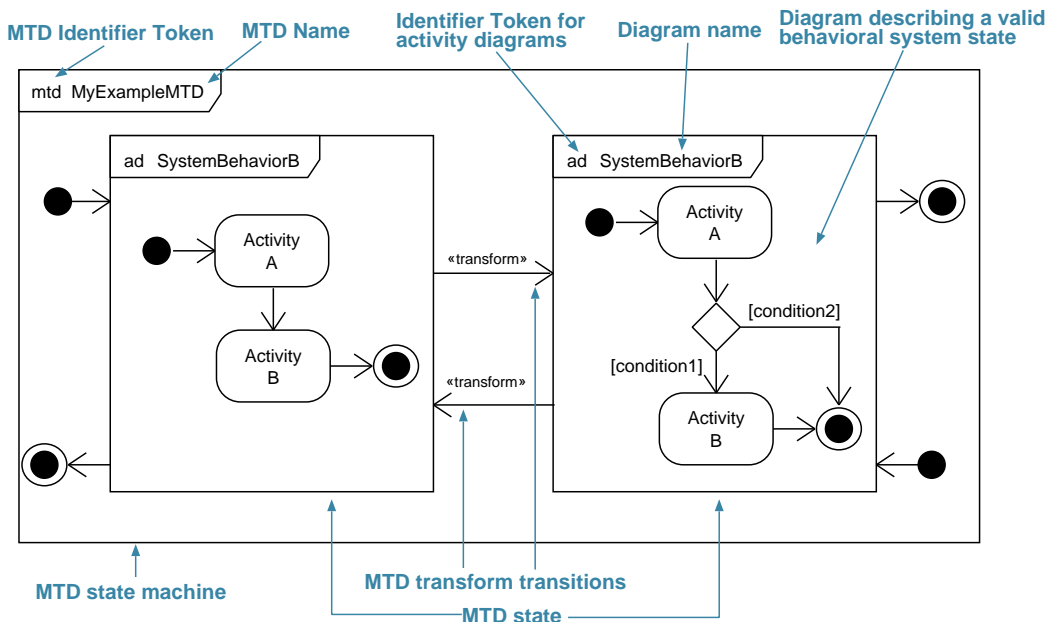 MTD Identifier Token
MTD Name
Identifier Token for
activity diagrams
Diagram name
Diagram describing a valid
behavioral system state
mtd MyExampleMTD
ad SystemBehaviorB
Activity
A
Activity
B
«transform»
«transform»
ad SystemBehaviorB
Activity
A
[condition2]
[condition1]
Activity
B
MTD state machine
MTD transform transitions
MTD state